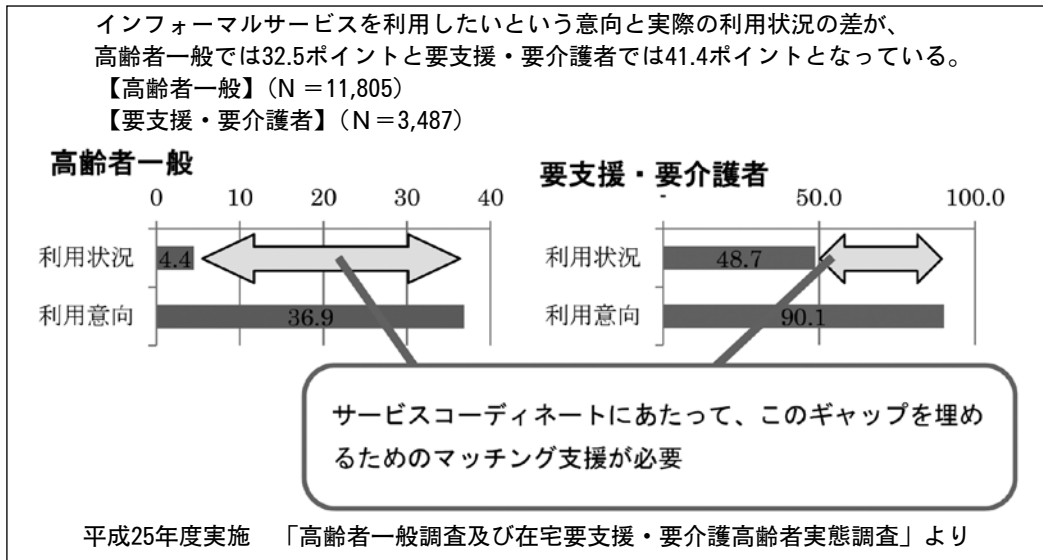 インフォーマルサービスを利用したいという意向と実際の利用状況の差が、
高齢者一般では32.5ポイントと要支援・要介護者では41.4ポイントとなっている。
【高齢者一般】（N＝11,805）
【要支援・要介護者】（N＝3,487）
高齢者一般
0 10 20 30 40
利用状況 4.4
利用意向 36.9
要支援・要介護者
- 50.0 100.0
利用状況 48.7
利用意向 90.1
サービスコーディネートにあたって、このギャップを埋め
るためのマッチング支援が必要
平成25年度実施 「高齢者一般調査及び在宅要支援・要介護高齢者実態調査」より